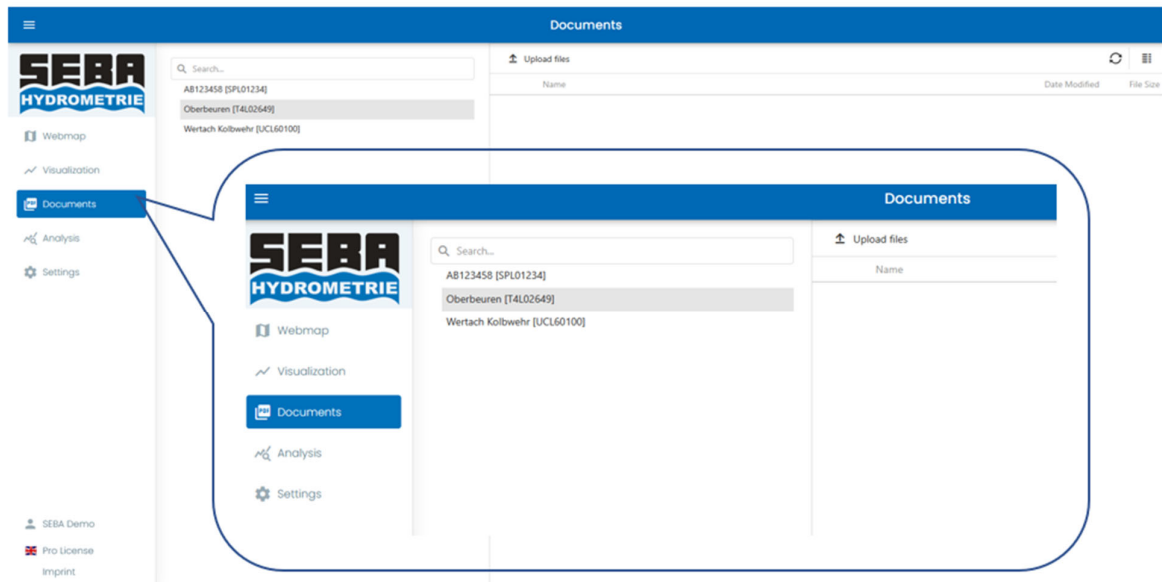 Documents
SEBA
HYDROMETRIE
Webmap
Visualization
Documents
Analysis
Settings
SEBA Demo
Pro License
Imprint
Search...
AB123458 [SPL01234]
Oberbeuren [T4L02649]
Wertach Kolbwehr [UCL60100]
Upload files
Name Date Modified File Size
Documents
SEBA
HYDROMETRIE
Webmap
Visualization
PDF Documents
Analysis
Settings
Search...
AB123458 [SPL01234]
Oberbeuren [T4L02649]
Wertach Kolbwehr [UCL60100]
Upload files
Name